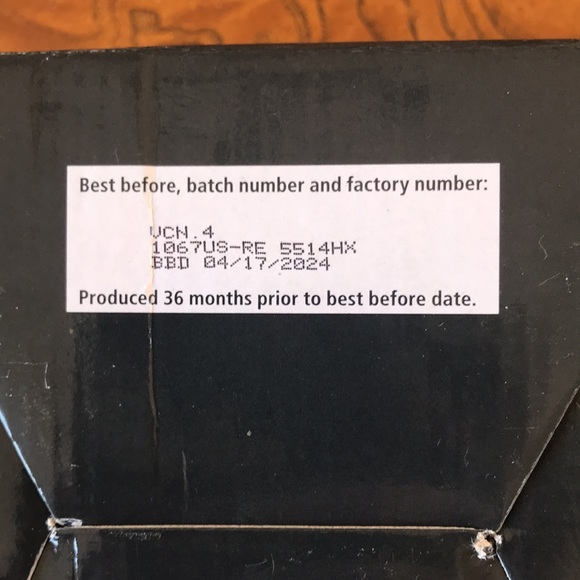 Best before, batch number and factory number:
VCN.4
1067US-RE 5514HX
BBD 04/17/2024
Produced 36 months prior to best before date.